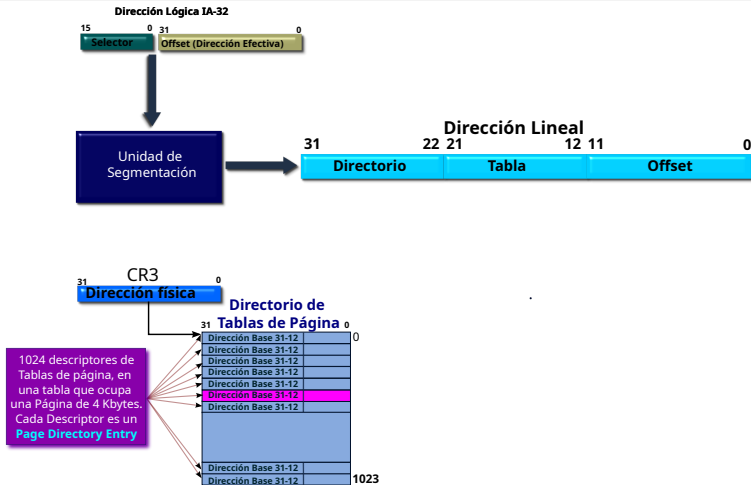 Dirección Lógica IA-32
15 0 31 0
Selector Offset (Dirección Efectiva)
Unidad de
Segmentación
Dirección Lineal
31 22 21 12 11 0
Directorio Tabla Offset
CR3
31 0
Dirección física
Directorio de
Tablas de Página
31 0
Dirección Base 31-12 0
Dirección Base 31-12
Dirección Base 31-12
Dirección Base 31-12
Dirección Base 31-12
Dirección Base 31-12
Dirección Base 31-12
Dirección Base 31-12
Dirección Base 31-12 1023
1024 descriptores de
Tablas de página, en
una tabla que ocupa
una Página de 4 Kbytes.
Cada Descriptor es un
Page Directory Entry
.